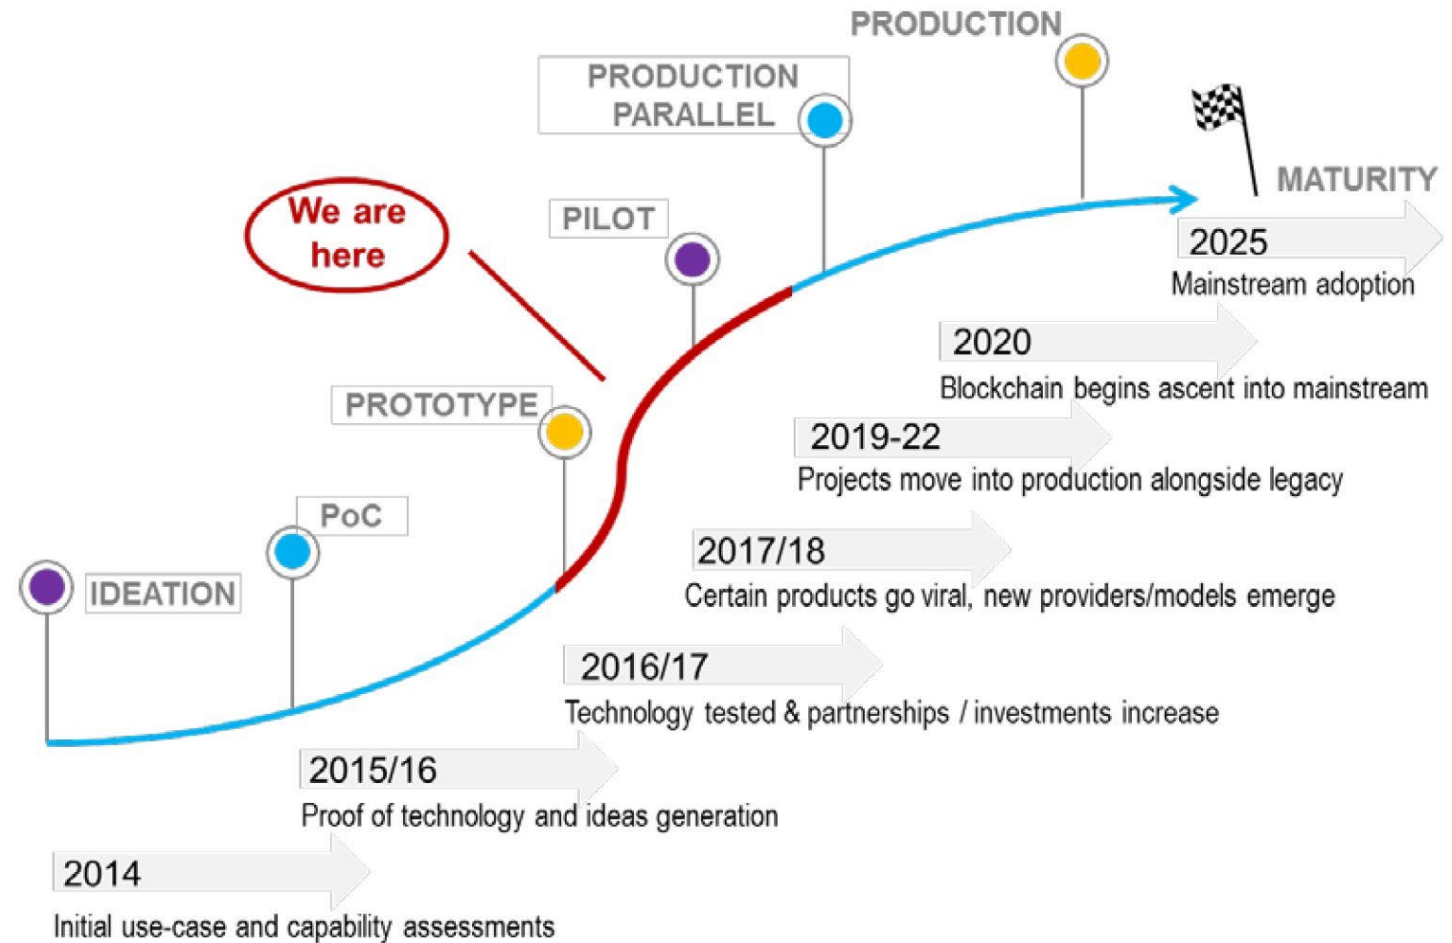 PRODUCTION
PRODUCTION
PARALLEL
MATURITY
We are
here
PILOT
2025
Mainstream adoption
2020
Blockchain begins ascent into mainstream
PROTOTYPE
2019-22
Projects move into production alongside legacy
PoC
2017/18
Certain products go viral, new providers/models emerge
IDEATION
2016/17
Technology tested & partnerships / investments increase
2015/16
Proof of technology and ideas generation
2014
Initial use-case and capability assessments